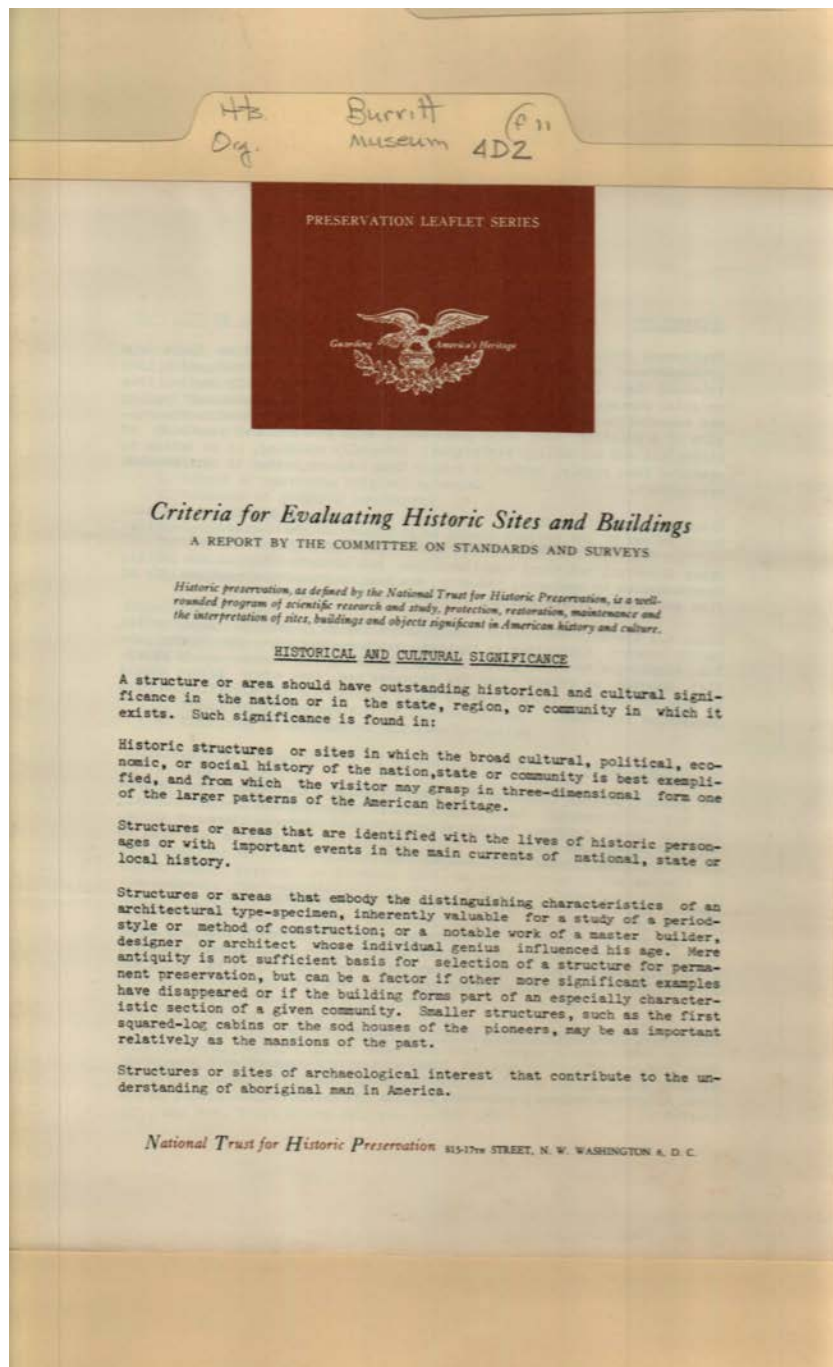 Hts. Burritt f 11
Org. Museum 4D2
PRESERVATION LEAFLET SERIES
Guarding America's Heritage
Criteria for Evaluating Historic Sites and Buildings
A REPORT BY THE COMMITTEE ON STANDARDS AND SURVEYS
Historic preservation, as defined by the National Trust for Historic Preservation, is a well-
rounded program of scientific research and study, protection, restoration, maintenance and
the interpretation of sites, buildings and objects significant in American history and culture.
HISTORICAL AND CULTURAL SIGNIFICANCE
A structure or area should have outstanding historical and cultural signi-
ficance in the nation or in the state, region, or community in which it
exists. Such significance is found in:
Historic structures or sites in which the broad cultural, political, eco-
nomic, or social history of the nation,state or community is best exempli-
fied, and from which the visitor may grasp in three-dimensional form one
of the larger patterns of the American heritage.
Structures or areas that are identified with the lives of historic person-
ages or with important events in the main currents of national, state or
local history.
Structures or areas that embody the distinguishing characteristics of an
architectural type-specimen, inherently valuable for a study of a period-
style or method of construction; or a notable work of a master builder,
designer or architect whose individual genius influenced his age. Mere
antiquity is not sufficient basis for selection of a structure for perma-
nent preservation, but can be a factor if other more significant examples
have disappeared or if the building forms part of an especially character-
istic section of a given community. Smaller structures, such as the first
squared-log cabins or the sod houses of the pioneers, may be as important
relatively as the mansions of the past.
Structures or sites of archaeological interest that contribute to the un-
derstanding of aboriginal man in America.
National Trust for Historic Preservation 815-17TH STREET, N. W. WASHINGTON 6, D. C.